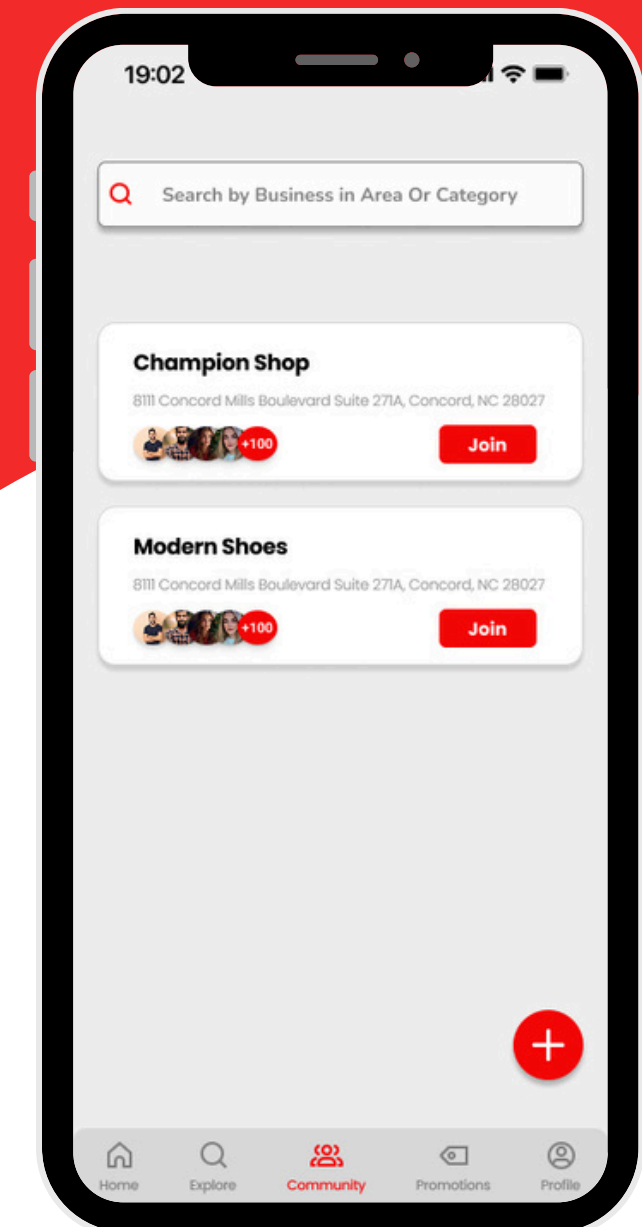 19:02
Search by Business in Area Or Category
Champion Shop
8111 Concord Mills Boulevard Suite 271A, Concord, NC 28027
+100
Join
Modern Shoes
8111 Concord Mills Boulevard Suite 271A, Concord, NC 28027
+100
Join
Home Explore Community Promotions Profile